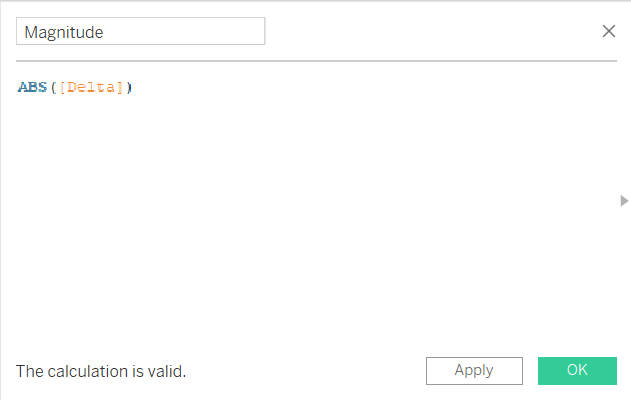 Magnitude
ABS([Delta])
The calculation is valid.
Apply
OK